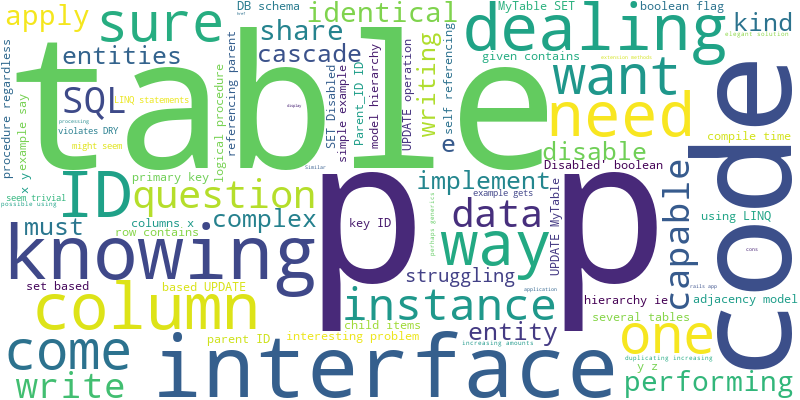 apply
sure
share
identical
MyTable SET
boolean flag
DB schema
href
dealing
kind
elegant solution
procedure regardless
x y example say
entities
cascade
table
SQL
LINQ statements
processing
violates DRY
might seem
logical procedure
referencing parent
SET Disabled
simple example
Parent_ID ID
model hierarchy
UPDATE operation
writing
self referencing
e
given contains
extension methods
want
need
compile time
code
display
disable
Similar
Disabled' boolean
ID
primary key
seem trivial
possible using
question
implement
example gets
perhaps generics
UPDATE MyTable
capable
using LINQ
must
columns x
row contains
complex
key ID
data
way
knowing
p
p
cons
set based
based UPDATE
struggling
application
rails app
hierarchy ie
adjacency model
column
instance
several tables
child items
entity
parent ID
interesting problem
increasing amounts
one
come
interface
duplicating increasing
y z
write
performing